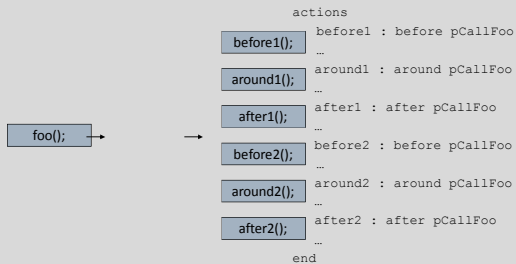 actions
before1(); before1 : before pCallFoo
…
around1(); around1 : around pCallFoo
…
after1(); after1 : after pCallFoo
…
foo();
before2(); before2 : before pCallFoo
…
around2(); around2 : around pCallFoo
…
after2(); after2 : after pCallFoo
…
end